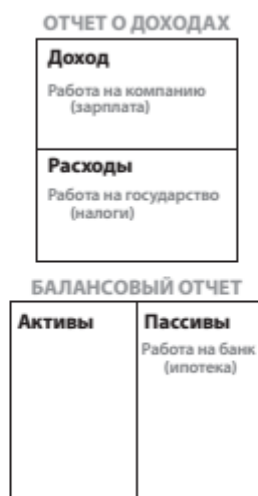 ОТЧЕТ О ДОХОДАХ
Доход
Работа на компанию
(зарплата)
Расходы
Работа на государство
(налоги)
БАЛАНСОВЫЙ ОТЧЕТ
Активы
Пассивы
Работа на банк
(ипотека)